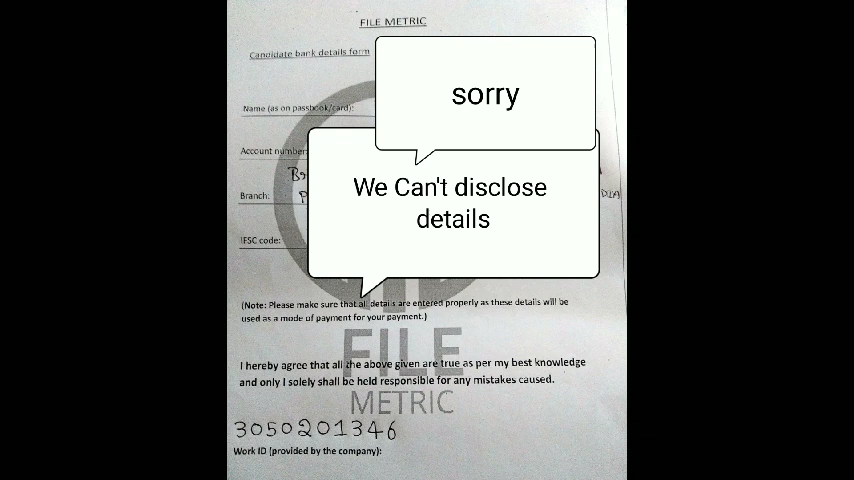 FILE METRIC
Candidate bank details form
sorry
Name (as on passbook/card):
Account number:
We Can't disclose
details
Branch:
IFSC code:
(Note: Please make sure that all details are entered properly as these details will be
used as a mode of payment for your payment.)
FILE
I hereby agree that all the above given are true as per my best knowledge
and only I solely shall be held responsible for any mistakes caused.
METRIC
3050201346
Work ID (provided by the company):